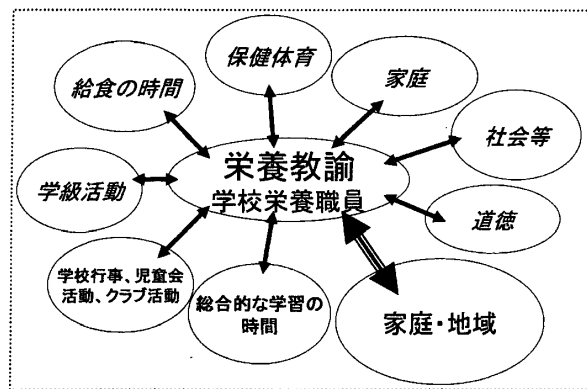 保健体育
家庭
給食の時間
社会等
栄養教諭
学校栄養職員
学級活動
道徳
学校行事、児童会
活動、クラブ活動
総合的な学習の
時間
家庭・地域